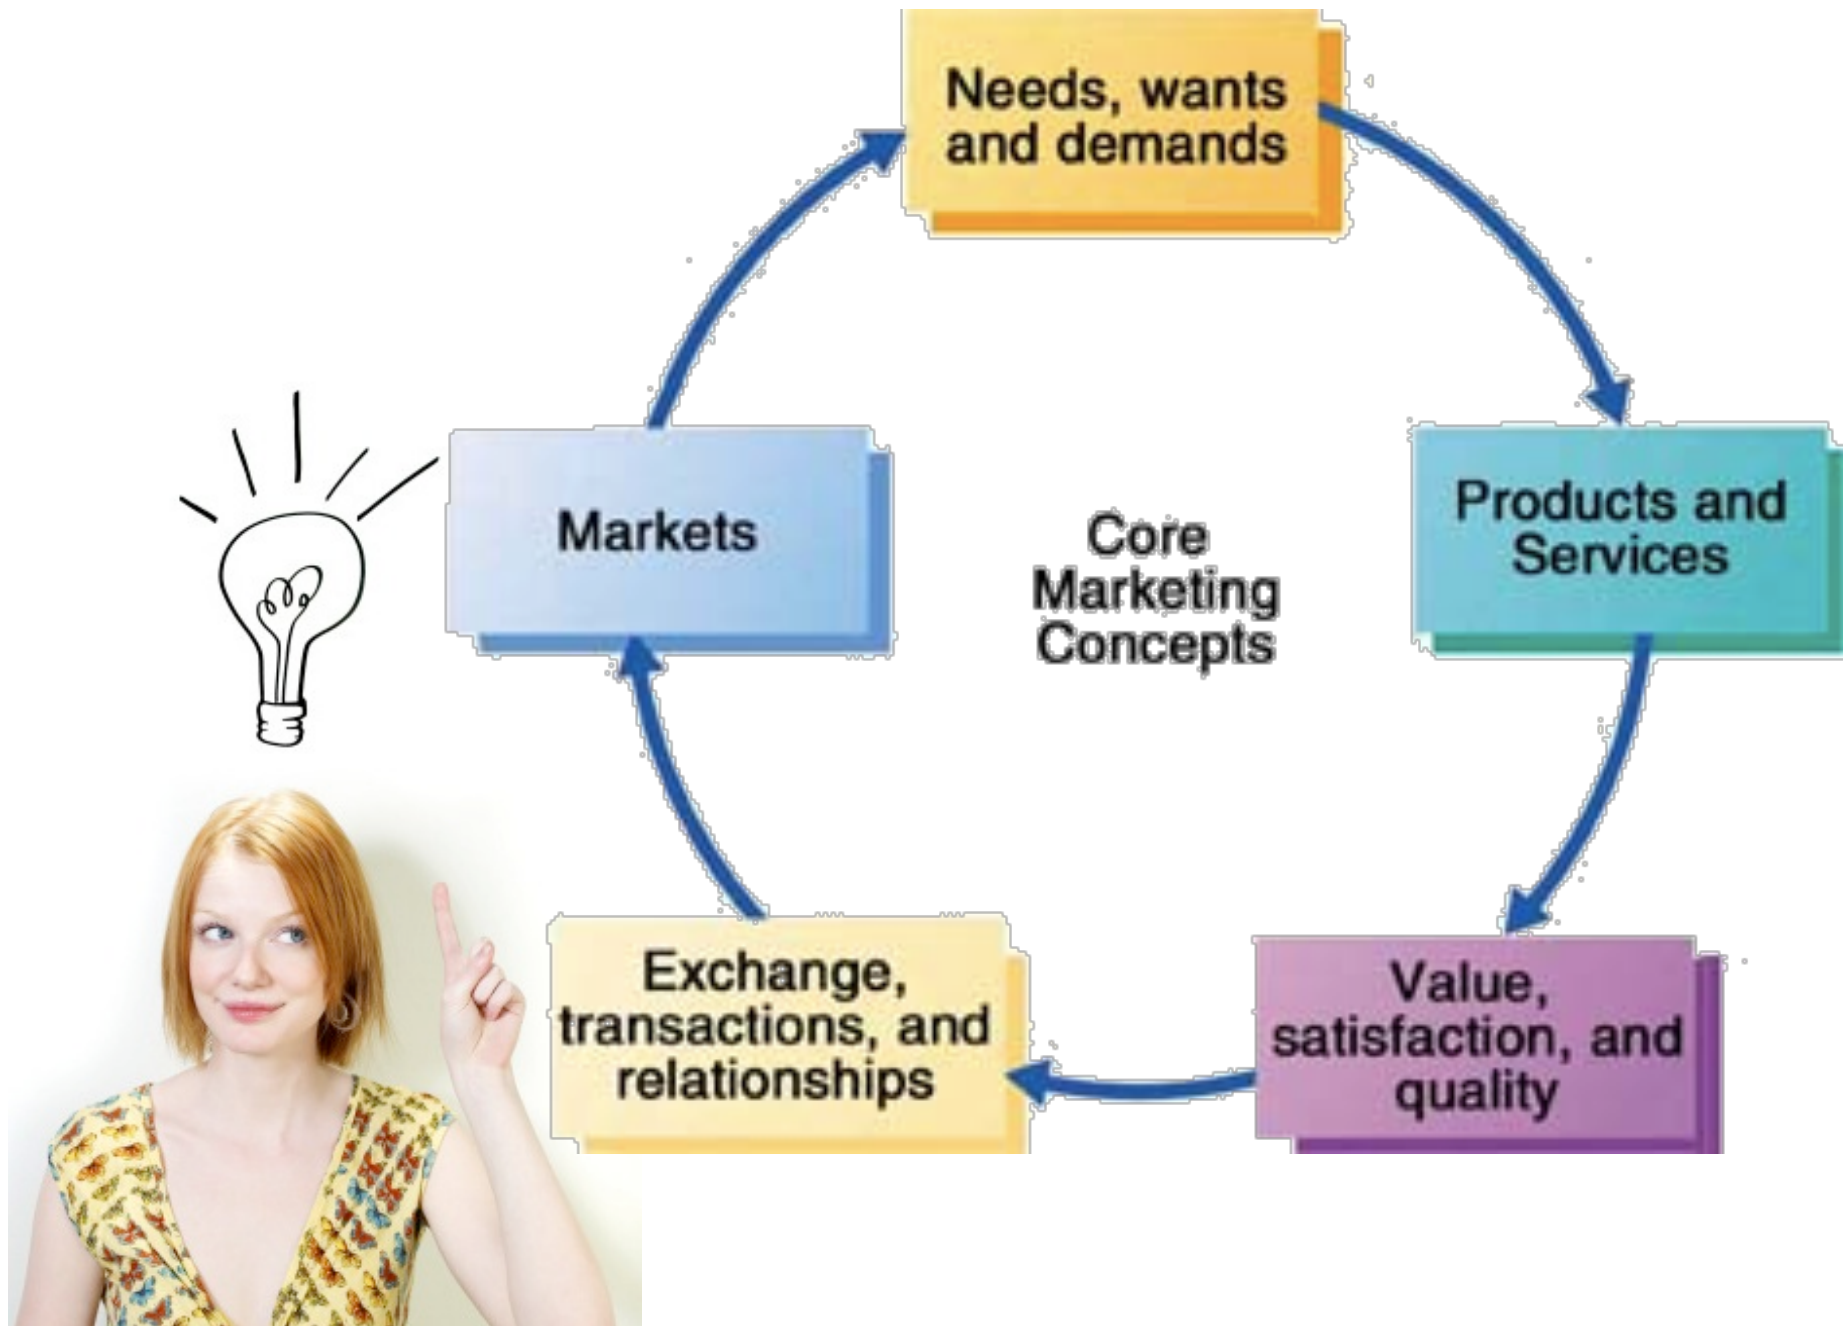 Needs, wants
and demands
Products and
Services
Value,
satisfaction, and
quality
Exchange,
transactions, and
relationships
Markets
Core
Marketing
Concepts